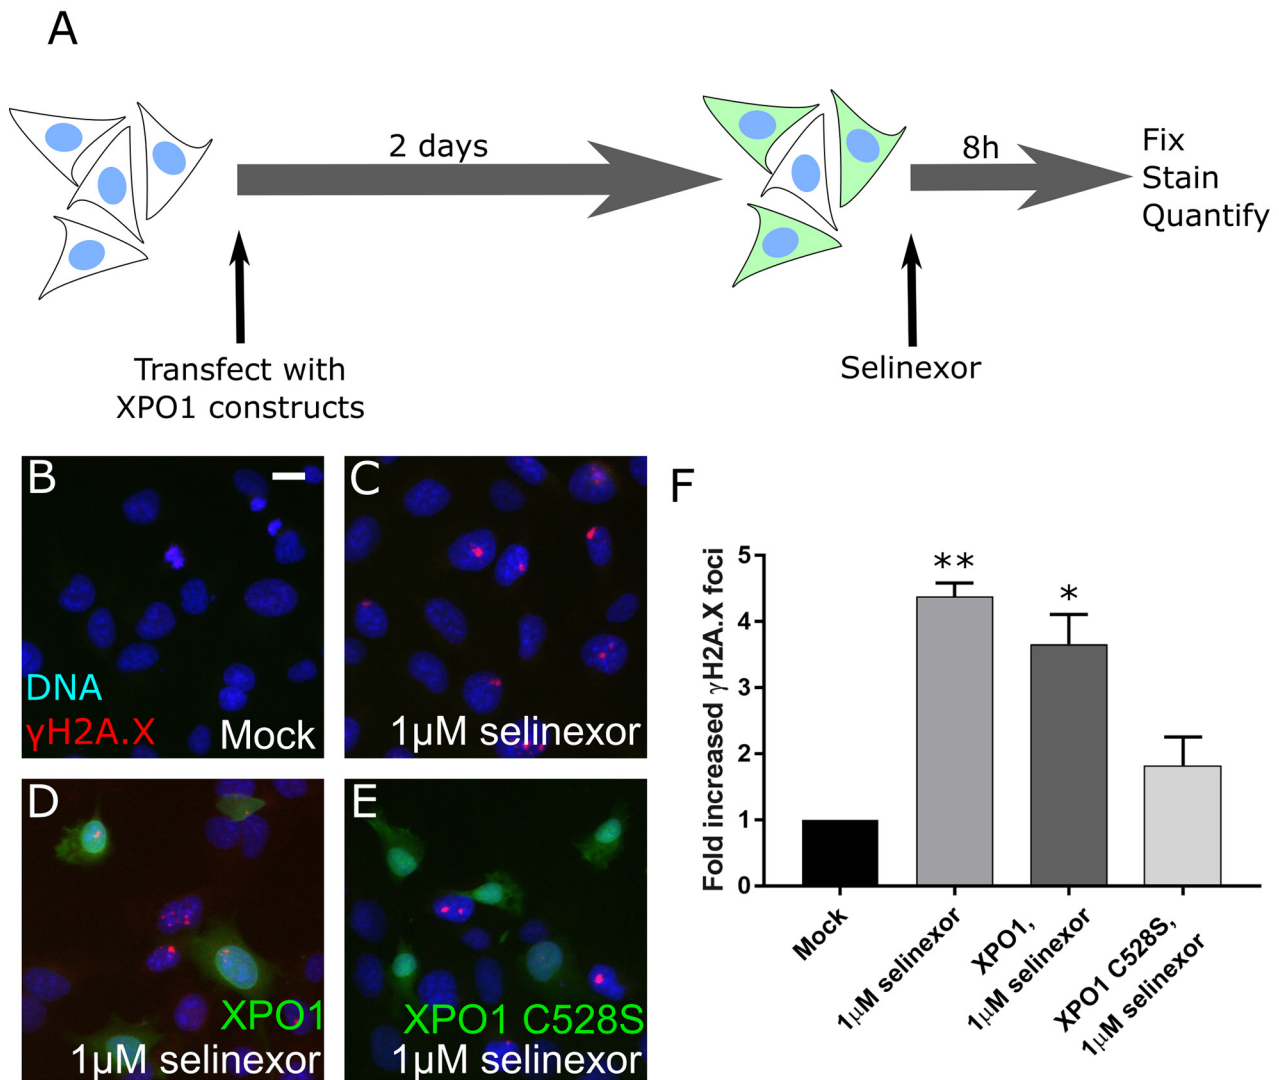 A
2 days
8h
Fix
Stain
Quantify
Transfect with
XPO1 constructs
Selinexor
B
DNA
γH2A.X
Mock
C
1µM selinexor
D
XPO1
1µM selinexor
E
XPO1 C528S
1µM selinexor
F
Fold increased γH2A.X foci
5
4
3
2
1
0
**
*
Mock
1µM selinexor
XPO1,
1µM selinexor
XPO1 C528S,
1µM selinexor